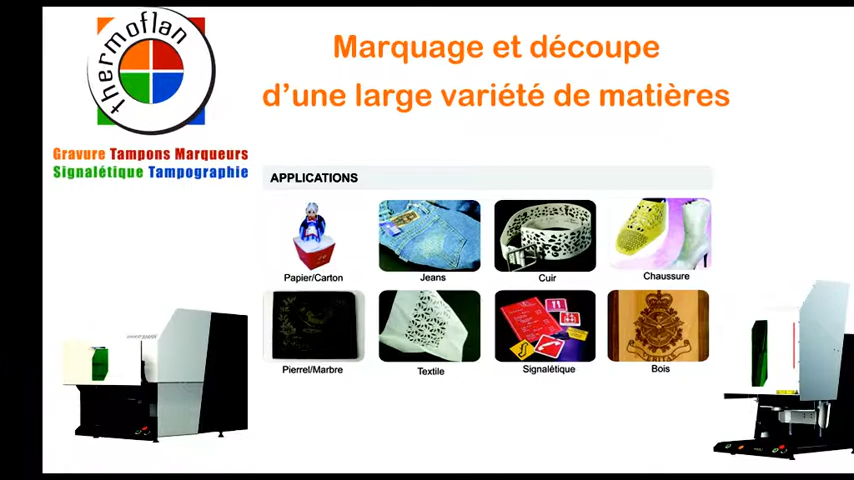 thermoflan
Marquage et découpe
d'une large variété de matières
Gravure Tampons Marqueurs
Signalétique Tampographie
APPLICATIONS
Papier/Carton
Jeans
Cuir
Chaussure
Pierrel/Marbre
Textile
Signalétique
Bois